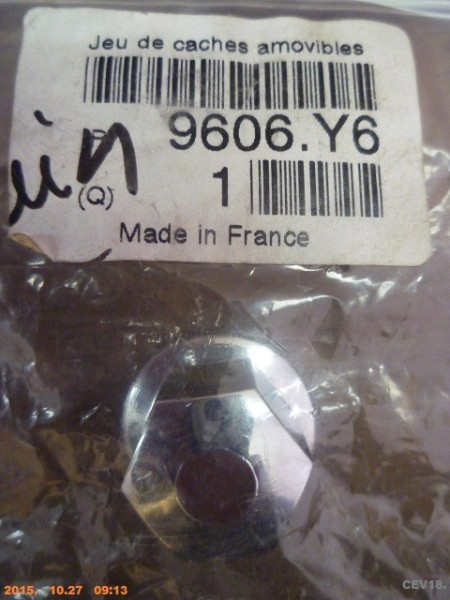 Jeu de caches amovibles
9606.Y6
(Q) 1
Made in France
2015. 10.27 09:13
CEV18.